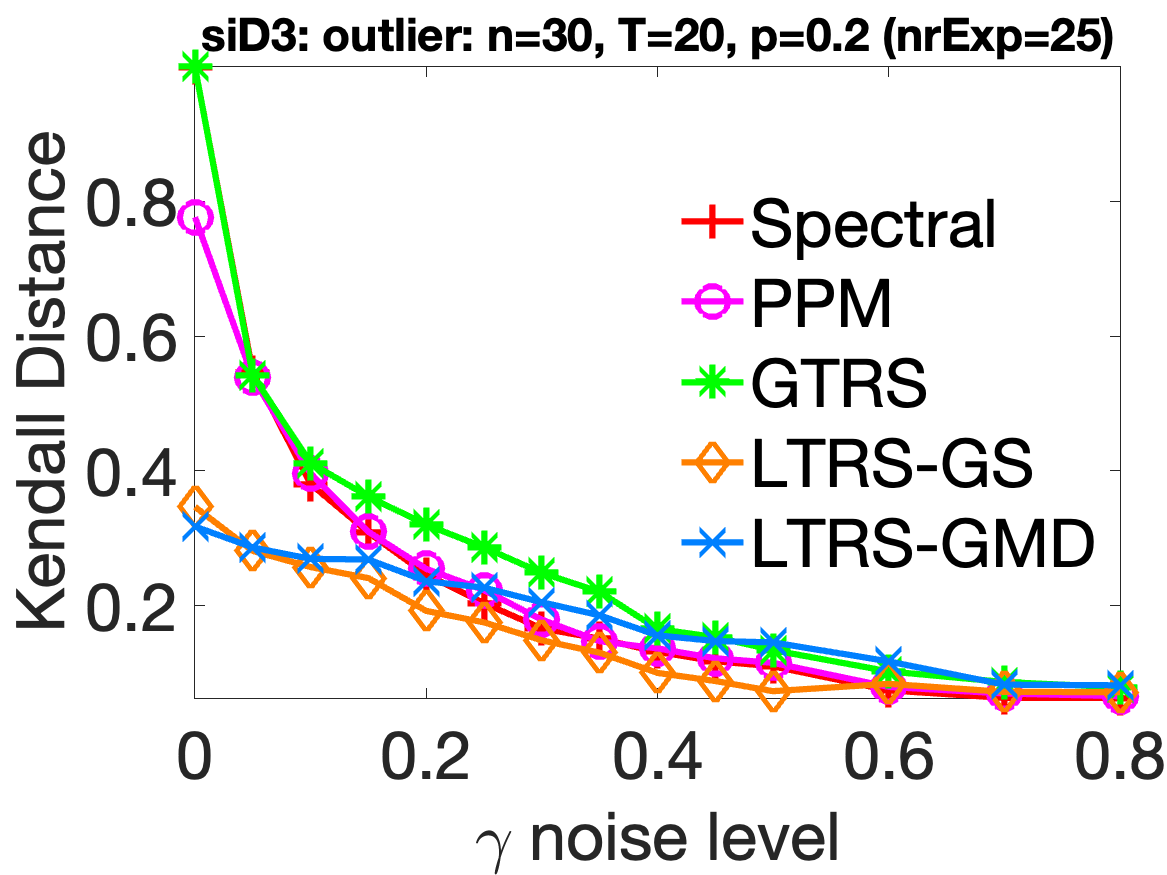 siD3: outlier: n=30, T=20, p=0.2 (nrExp=25)
Kendall Distance
0.8
0.6
0.4
0.2
Spectral
PPM
GTRS
LTRS-GS
LTRS-GMD
0 0.2 0.4 0.6 0.8
γ noise level